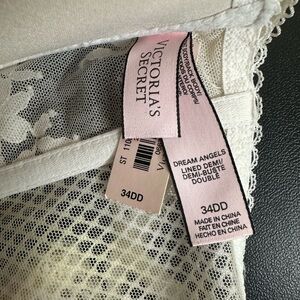 VICTORIA'S
SECRET
ST
34DD
DREAM ANGELS
LINED DEMI
DEMI-BUSTE
DOUBLÉ
34DD
MADE IN CHINA
FAIT EN CHINE
HECHO EN CHINA